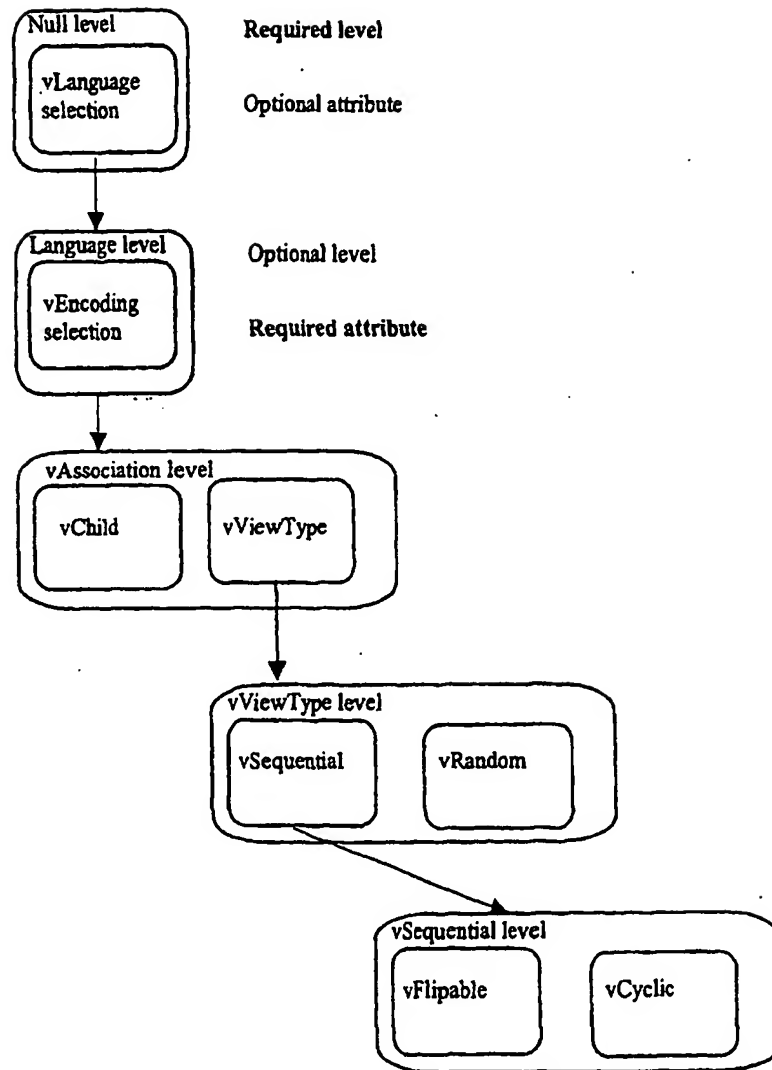 Null level
Required level
vLanguage
selection
Optional attribute
Language level
Optional level
vEncoding
selection
Required attribute
vAssociation level
vChild
vViewType
vViewType level
vSequential
vRandom
vSequential level
vFlipable
vCyclic